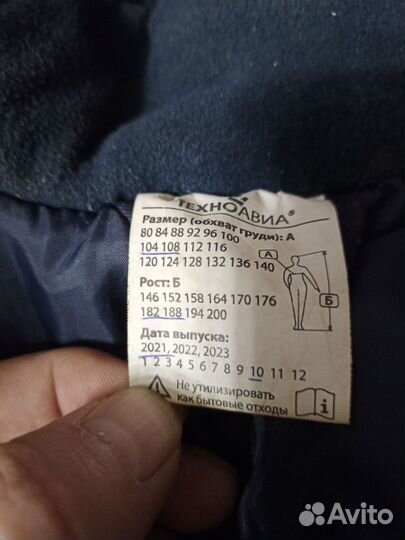 ТЕХНОАВИА®
Размер (обхват груди): А
80 84 88 92 96 100
104 108 112 116
120 124 128 132 136 140
А
Рост: Б
146 152 158 164 170 176
182 188 194 200
Б
Дата выпуска:
2021, 2022, 2023
1 2 3 4 5 6 7 8 9 10 11 12
Не утилизировать
как бытовые отходы
i
Avito